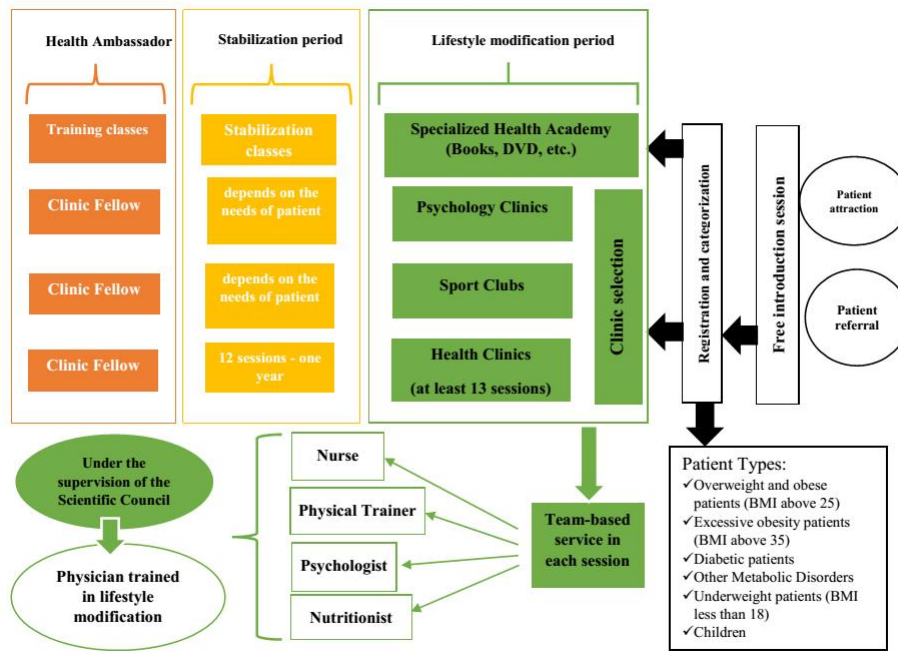 Health Ambassador
Training classes
Clinic Fellow
Clinic Fellow
Clinic Fellow
Stabilization period
Stabilization
classes
depends on the
needs of patient
depends on the
needs of patient
12 sessions - one
year
Lifestyle modification period
Specialized Health Academy
(Books, DVD, etc.)
Psychology Clinics
Sport Clubs
Health Clinics
(at least 13 sessions)
Clinic selection
Registration and categorization
Free introduction session
Patient
attraction
Patient
referral
Under the
supervision of the
Scientific Council
Physician trained
in lifestyle
modification
Nurse
Physical Trainer
Psychologist
Nutritionist
Team-based
service in
each session
Patient Types:
✓Overweight and obese
patients (BMI above 25)
✓Excessive obesity patients
(BMI above 35)
✓Diabetic patients
✓Other Metabolic Disorders
✓Underweight patients (BMI
less than 18)
✓Children